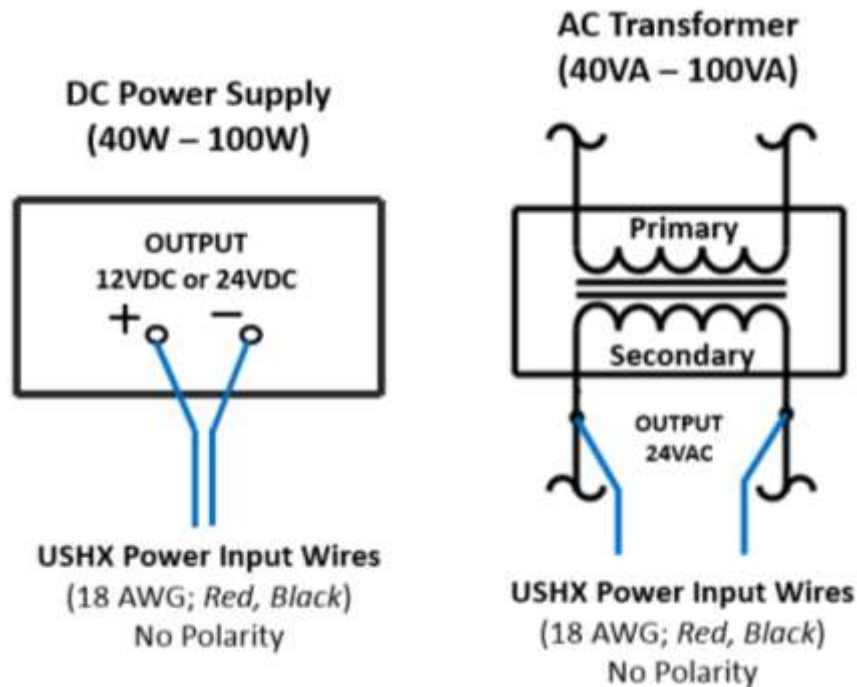 DC Power Supply
(40W – 100W)
OUTPUT
12VDC or 24VDC
+ −
USHX Power Input Wires
(18 AWG; Red, Black)
No Polarity
AC Transformer
(40VA – 100VA)
Primary
Secondary
OUTPUT
24VAC
USHX Power Input Wires
(18 AWG; Red, Black)
No Polarity